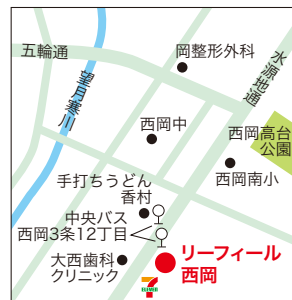 岡整形外科
五輪通
水源地通
望月寒川
西岡中
西岡高台
公園
西岡南小
手打ちうどん
香村
中央バス
西岡3条12丁目
大西歯科
クリニック
リーフィール
西岡
7
ELEVEN